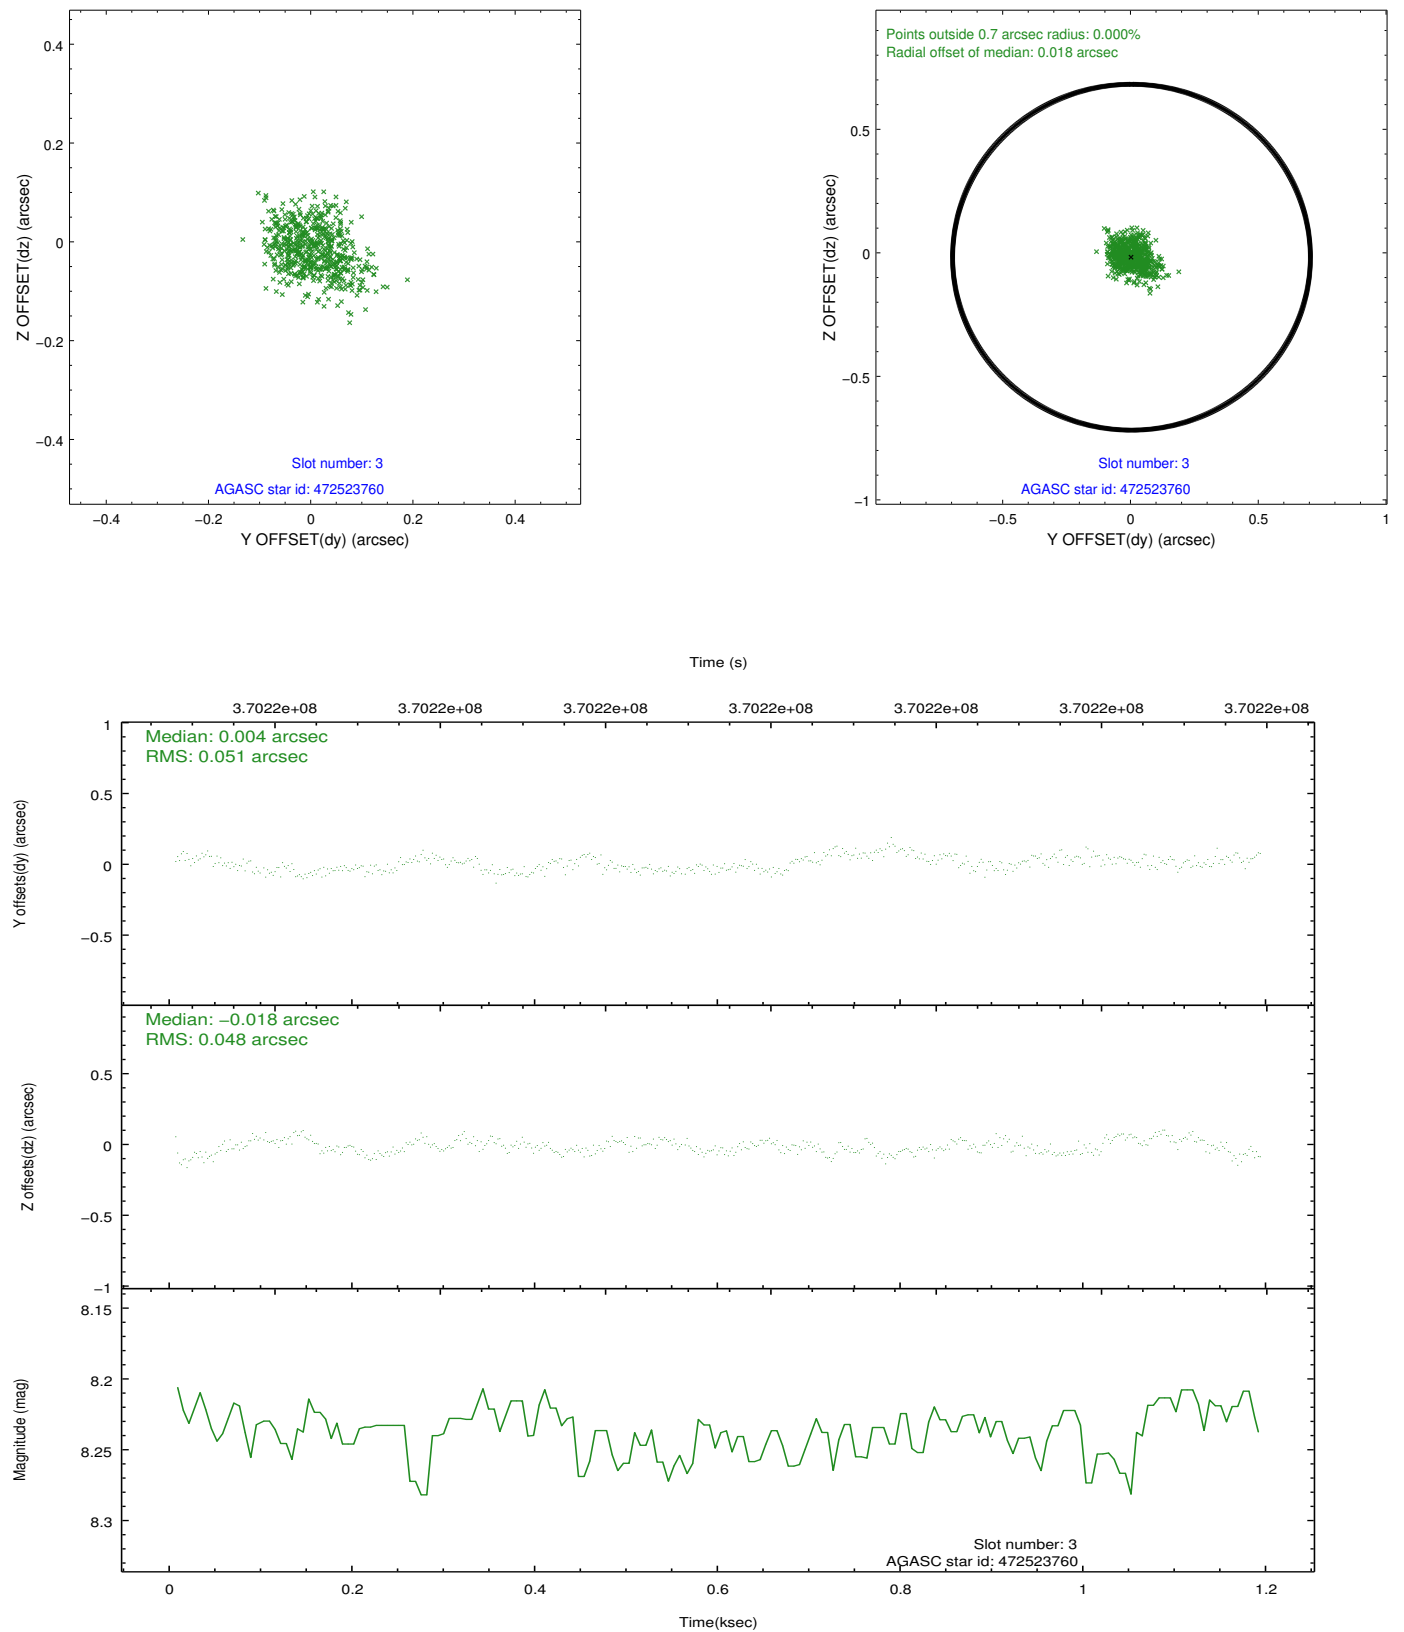 0.4
0.2
0
−0.2
−0.4
Z OFFSET(dz) (arcsec)
Slot number: 3
AGASC star id: 472523760
−0.4 −0.2 0 0.2 0.4
Y OFFSET(dy) (arcsec)
Points outside 0.7 arcsec radius: 0.000%
Radial offset of median: 0.018 arcsec
0.5
0
−0.5
−1
Z OFFSET(dz) (arcsec)
Slot number: 3
AGASC star id: 472523760
−0.5 0 0.5 1
Y OFFSET(dy) (arcsec)
Time (s)
3.7022e+08 3.7022e+08 3.7022e+08 3.7022e+08 3.7022e+08 3.7022e+08 3.7022e+08
Median: 0.004 arcsec
RMS: 0.051 arcsec
1
0.5
0
−0.5
Y offsets(dy) (arcsec)
Median: −0.018 arcsec
RMS: 0.048 arcsec
0.5
0
−0.5
−1
Z offsets(dz) (arcsec)
8.15
8.2
8.25
8.3
Magnitude (mag)
Slot number: 3
AGASC star id: 472523760
0 0.2 0.4 0.6 0.8 1 1.2
Time(ksec)